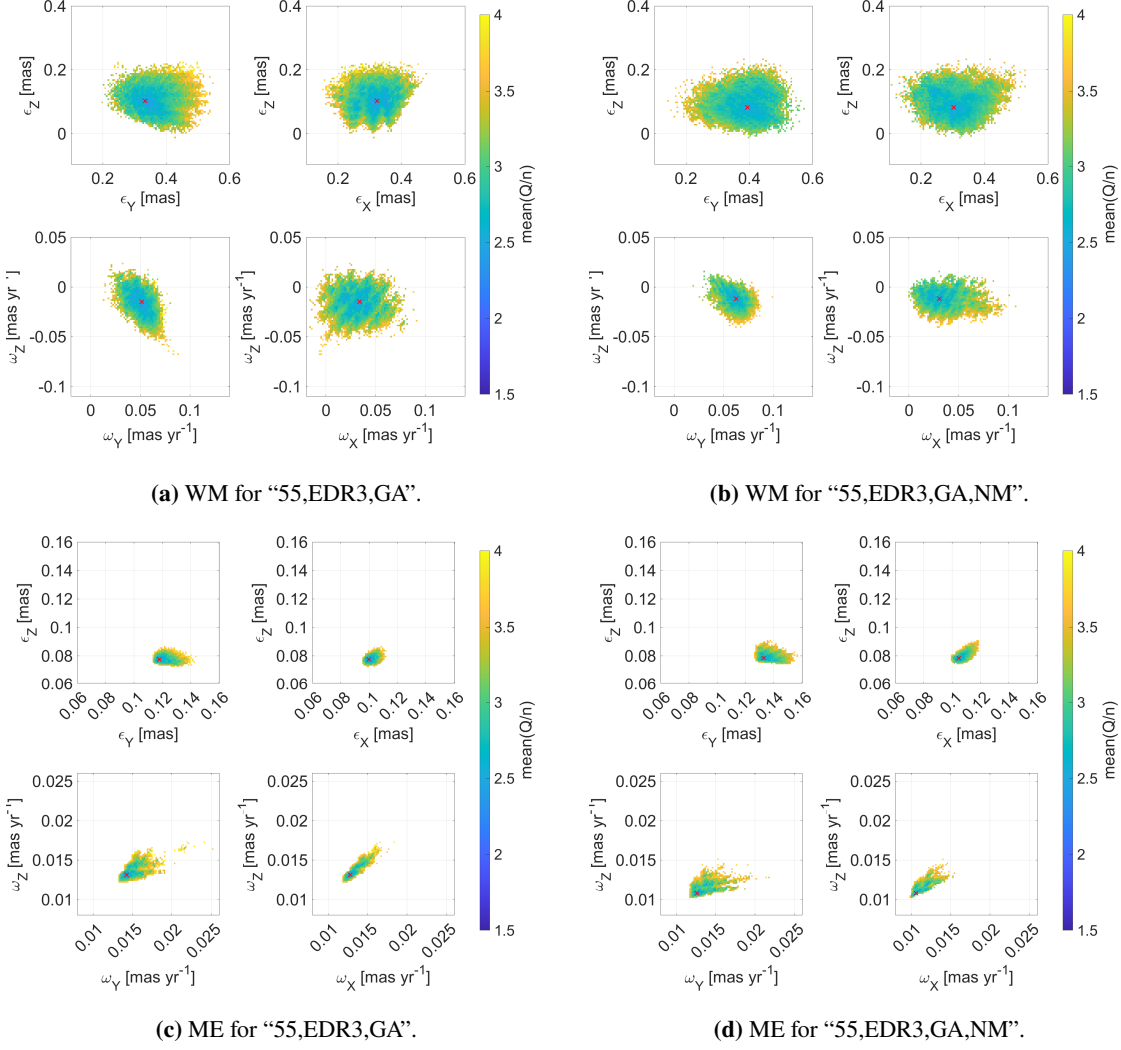 0.4
0.2
0
0.2 0.4 0.6
ϵ_Z [mas]
ϵ_Y [mas]
0.4
0.2
0
0.2 0.4 0.6
ϵ_Z [mas]
ϵ_X [mas]
0.05
0
-0.05
-0.1
0 0.05 0.1
ω_Z [mas yr⁻¹]
ω_Y [mas yr⁻¹]
0.05
0
-0.05
-0.1
0 0.05 0.1
ω_Z [mas yr⁻¹]
ω_X [mas yr⁻¹]
4
3.5
3
2.5
2
1.5
mean(Q/n)
(a) WM for “55,EDR3,GA”.
0.4
0.2
0
0.2 0.4 0.6
ϵ_Z [mas]
ϵ_Y [mas]
0.4
0.2
0
0.2 0.4 0.6
ϵ_Z [mas]
ϵ_X [mas]
0.05
0
-0.05
-0.1
0 0.05 0.1
ω_Z [mas yr⁻¹]
ω_Y [mas yr⁻¹]
0.05
0
-0.05
-0.1
0 0.05 0.1
ω_Z [mas yr⁻¹]
ω_X [mas yr⁻¹]
4
3.5
3
2.5
2
1.5
mean(Q/n)
(b) WM for “55,EDR3,GA,NM”.
0.16
0.14
0.12
0.1
0.08
0.06
0.06 0.08 0.1 0.12 0.14 0.16
ϵ_Z [mas]
ϵ_Y [mas]
0.16
0.14
0.12
0.1
0.08
0.06
0.06 0.08 0.1 0.12 0.14 0.16
ϵ_Z [mas]
ϵ_X [mas]
0.025
0.02
0.015
0.01
0.01 0.015 0.02 0.025
ω_Z [mas yr⁻¹]
ω_Y [mas yr⁻¹]
0.025
0.02
0.015
0.01
0.01 0.015 0.02 0.025
ω_Z [mas yr⁻¹]
ω_X [mas yr⁻¹]
4
3.5
3
2.5
2
1.5
mean(Q/n)
(c) ME for “55,EDR3,GA”.
0.16
0.14
0.12
0.1
0.08
0.06
0.06 0.08 0.1 0.12 0.14 0.16
ϵ_Z [mas]
ϵ_Y [mas]
0.16
0.14
0.12
0.1
0.08
0.06
0.06 0.08 0.1 0.12 0.14 0.16
ϵ_Z [mas]
ϵ_X [mas]
0.025
0.02
0.015
0.01
0.01 0.015 0.02 0.025
ω_Z [mas yr⁻¹]
ω_Y [mas yr⁻¹]
0.025
0.02
0.015
0.01
0.01 0.015 0.02 0.025
ω_Z [mas yr⁻¹]
ω_X [mas yr⁻¹]
4
3.5
3
2.5
2
1.5
mean(Q/n)
(d) ME for “55,EDR3,GA,NM”.